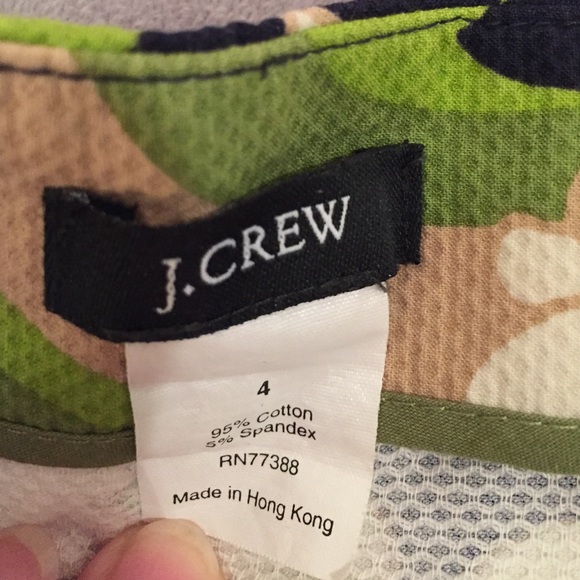 J.CREW
4
95% Cotton
5% Spandex
RN77388
Made in Hong Kong